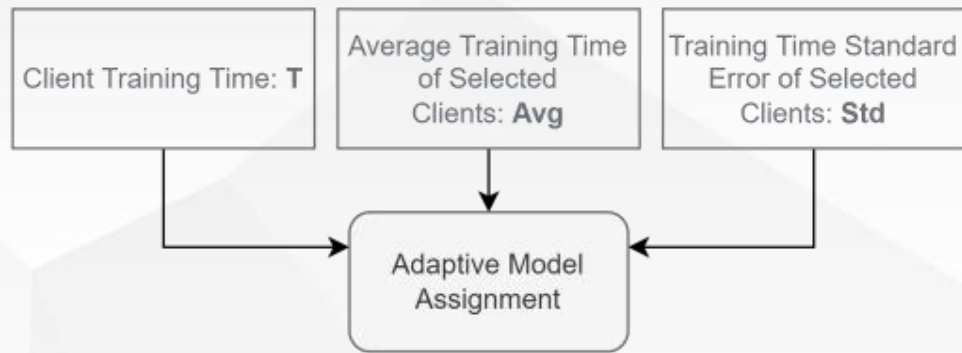 Client Training Time: T
Average Training Time
of Selected
Clients: Avg
Training Time Standard
Error of Selected
Clients: Std
Adaptive Model
Assignment